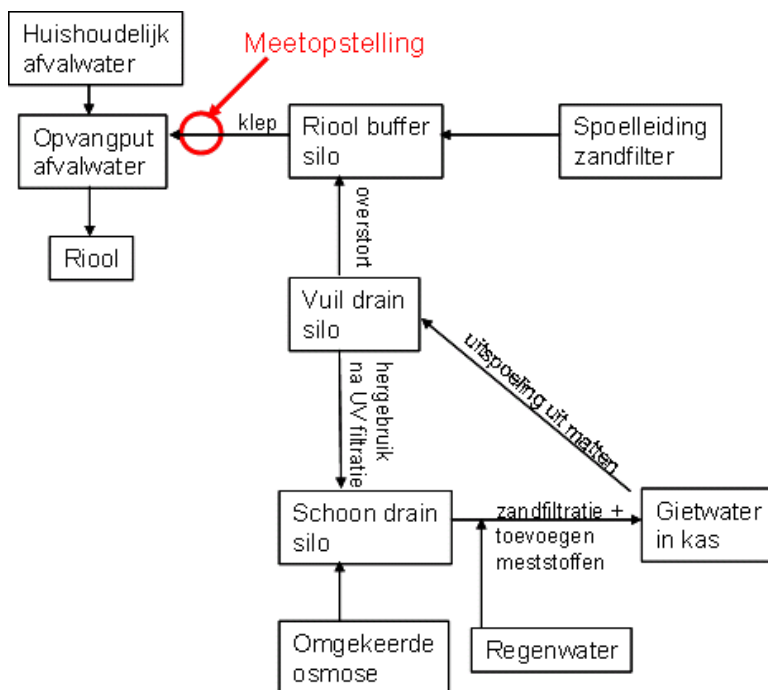 Huishoudelijk
afvalwater
Meetopstelling
Opvangput
afvalwater
klep
Riool buffer
silo
Spoelleiding
zandfilter
Riool
overstort
Vuil drain
silo
uitspoeling uit matten
hergebruik
na UV filtratie
Schoon drain
silo
zandfiltratie +
toevoegen
meststoffen
Gietwater
in kas
Omgekeerde
osmose
Regenwater